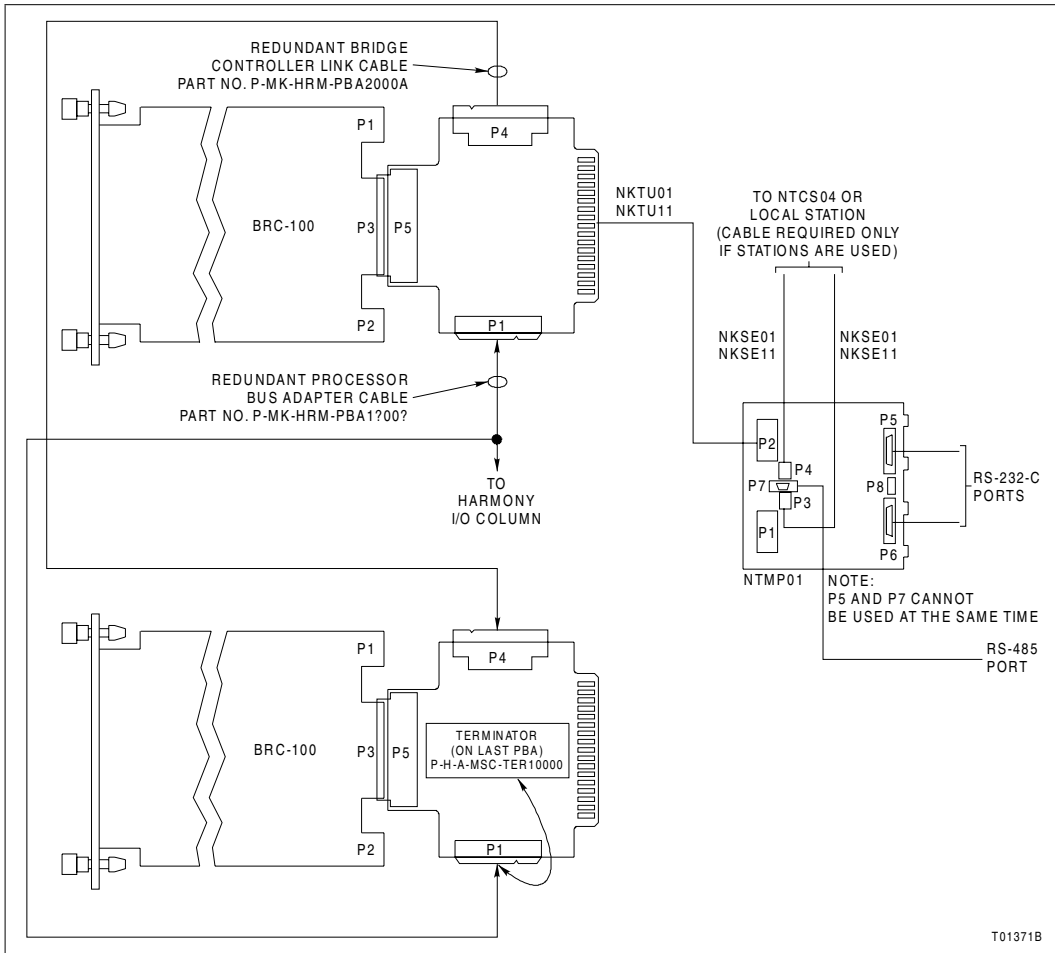 REDUNDANT BRIDGE
CONTROLLER LINK CABLE
PART NO. P-MK-HRM-PBA2000A
P1
P4
BRC-100
P3
P5
P2
P1
NKTU01
NKTU11
TO NTCS04 OR
LOCAL STATION
(CABLE REQUIRED ONLY
IF STATIONS ARE USED)
NKSE01
NKSE11
NKSE01
NKSE11
REDUNDANT PROCESSOR
BUS ADAPTER CABLE
PART NO. P-MK-HRM-PBA1?00?
TO
HARMONY
I/O COLUMN
P2
P4
P7
P3
P1
P5
P8
P6
RS-232-C
PORTS
NTMP01
NOTE:
P5 AND P7 CANNOT
BE USED AT THE SAME TIME
RS-485
PORT
P1
P4
BRC-100
P3
P5
TERMINATOR
(ON LAST PBA)
P-H-A-MSC-TER10000
P2
P1
T01371B